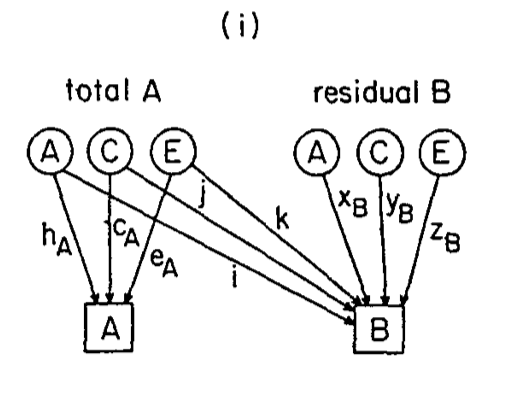 (i)
total A residual B
A C E A C E
j
k
h_A c_A e_A i x_B y_B z_B
A B